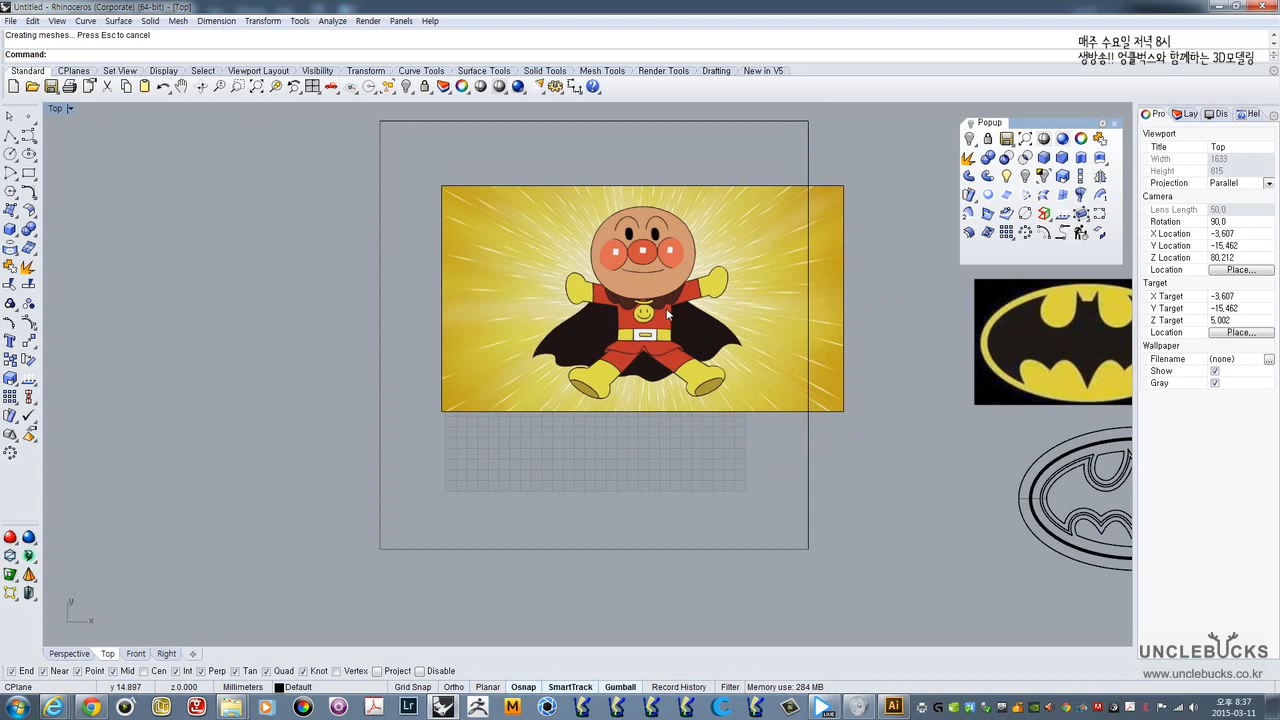 Untitled - Rhinoceros (Corporate) (64-bit) - [Top]
File Edit View Curve Surface Solid Mesh Dimension Transform Tools Analyze Render Panels Help
Creating meshes... Press Esc to cancel
매주 수요일 저녁 8시
Command:
생방송!! 엉클벅스와 함께하는 3D모델링
Standard CPlanes Set View Display Select Viewport Layout Visibility Transform Curve Tools Surface Tools Solid Tools Mesh Tools Render Tools Drafting New in V5
Top
Popup
Pro Lay Dis Hel
Viewport
Title Top
Width 1633
Height 815
Projection Parallel
Camera
Lens Length 50,0
Rotation 90,0
X Location -3,607
Y Location -15,462
Z Location 80,212
Location Place...
Target
X Target -3,607
Y Target -15,462
Z Target 5,002
Location Place...
Wallpaper
Filename (none) ...
Show
Gray
y
x
Perspective Top Front Right
UNCLEBUCKS
www.unclebucks.co.kr
End Near Point Mid Cen Int Perp Tan Quad Knot Vertex Project Disable
CPlane y 14.897 z 0.000 Millimeters Default Grid Snap Ortho Planar Osnap SmartTrack Gumball Record History Filter Memory use: 284 MB
오후 8:37
2015-03-11